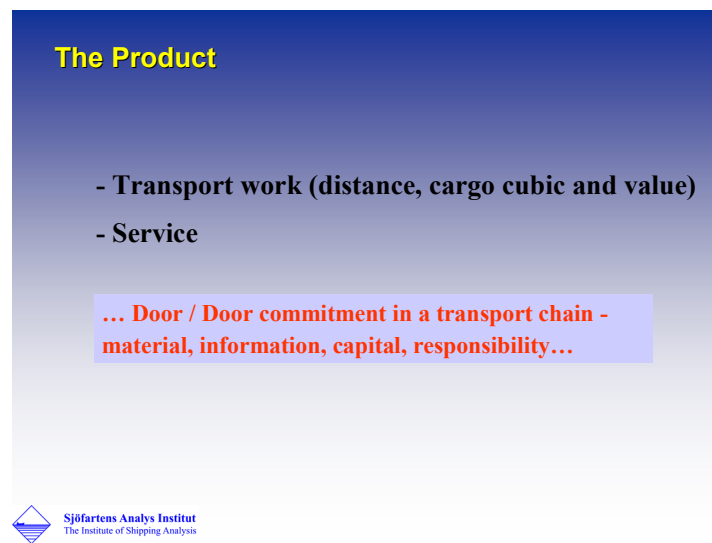 The Product
- Transport work (distance, cargo cubic and value)
- Service
… Door / Door commitment in a transport chain -
material, information, capital, responsibility…
Sjöfartens Analys Institut
The Institute of Shipping Analysis